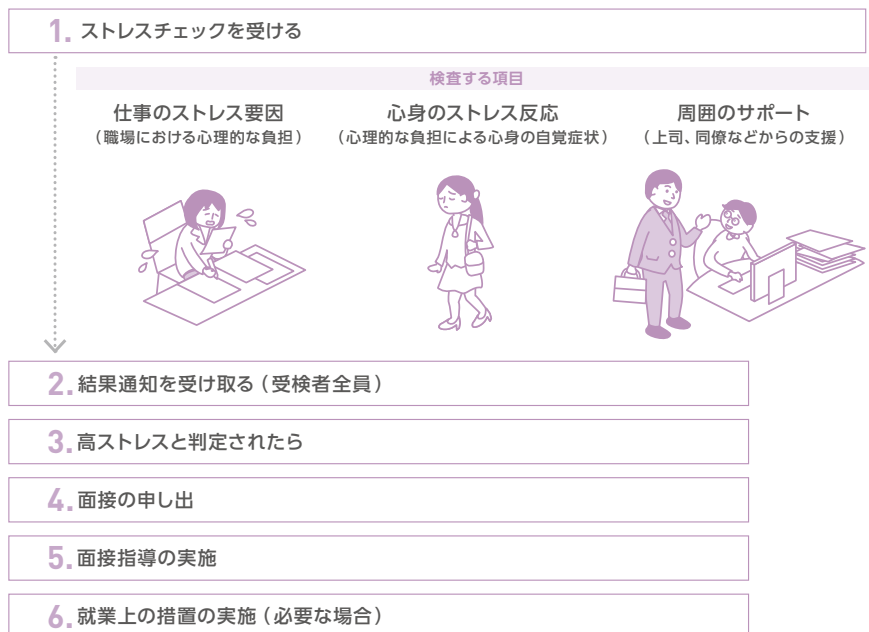 1. ストレスチェックを受ける
検査する項目
仕事のストレス要因
（職場における心理的な負担）
心身のストレス反応
（心理的な負担による心身の自覚症状）
周囲のサポート
（上司、同僚などからの支援）
2. 結果通知を受け取る（受検者全員）
3. 高ストレスと判定されたら
4. 面接の申し出
5. 面接指導の実施
6. 就業上の措置の実施（必要な場合）